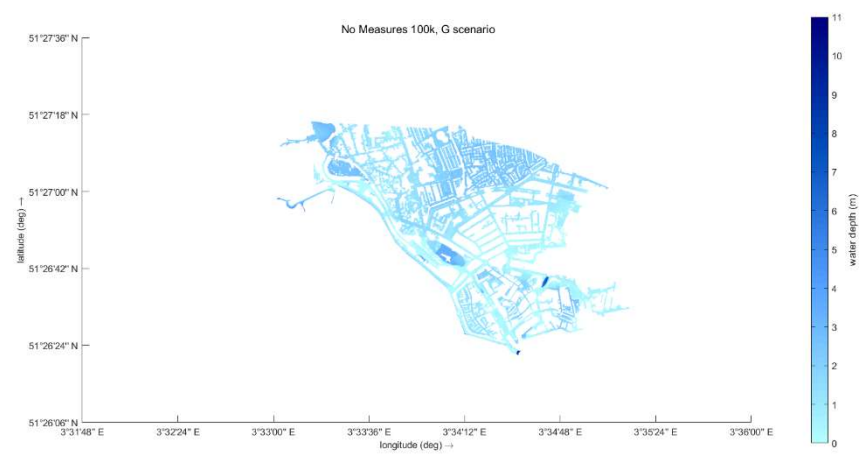 No Measures 100k, G scenario
51°27'36" N
51°27'18" N
51°27'00" N
51°26'42" N
51°26'24" N
51°26'06" N
latitude (deg) →
3°31'48" E
3°32'24" E
3°33'00" E
3°33'36" E
3°34'12" E
3°34'48" E
3°35'24" E
3°36'00" E
longitude (deg) →
11
10
9
8
7
6
5
4
3
2
1
0
water depth (m)